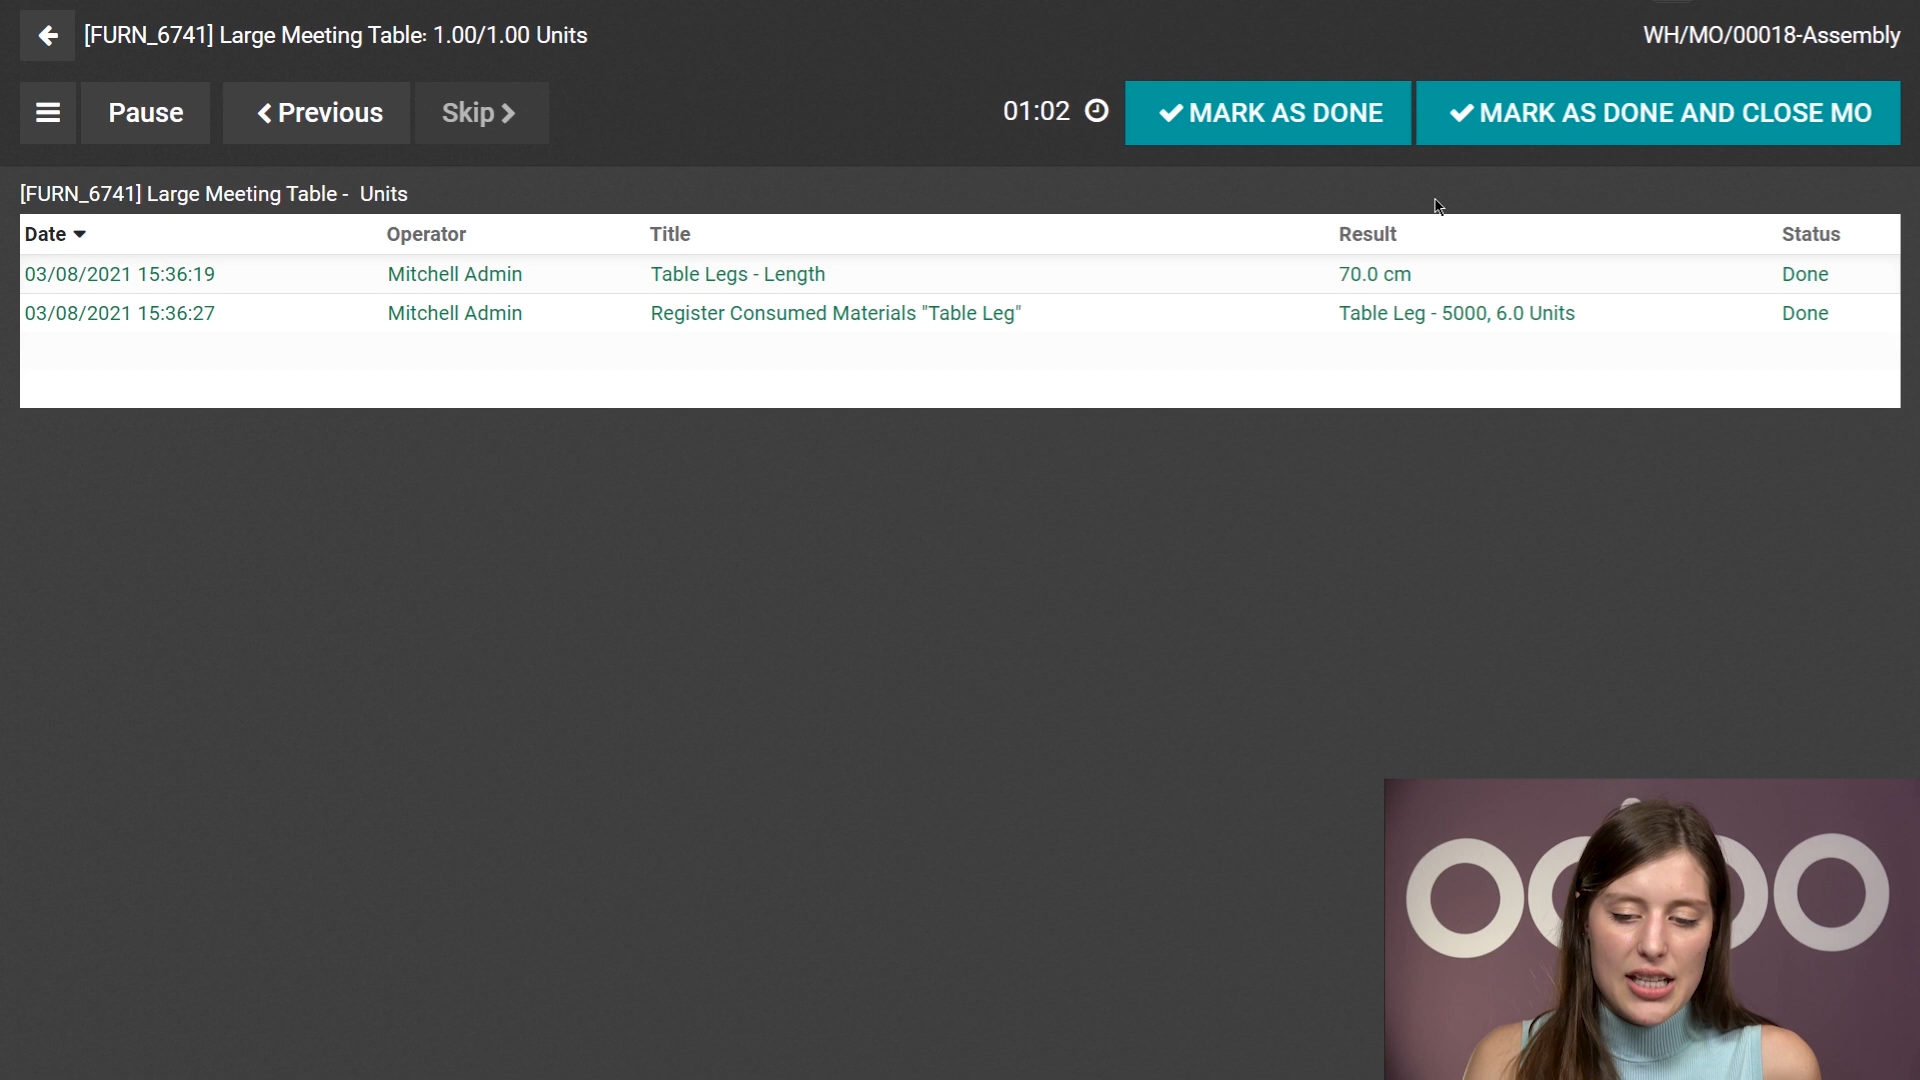 [FURN_6741] Large Meeting Table: 1.00/1.00 Units
WH/MO/00018-Assembly
Pause
Previous
Skip
01:02
MARK AS DONE
MARK AS DONE AND CLOSE MO
[FURN_6741] Large Meeting Table - Units
Date Operator Title Result Status
03/08/2021 15:36:19 Mitchell Admin Table Legs - Length 70.0 cm Done
03/08/2021 15:36:27 Mitchell Admin Register Consumed Materials "Table Leg" Table Leg - 5000, 6.0 Units Done